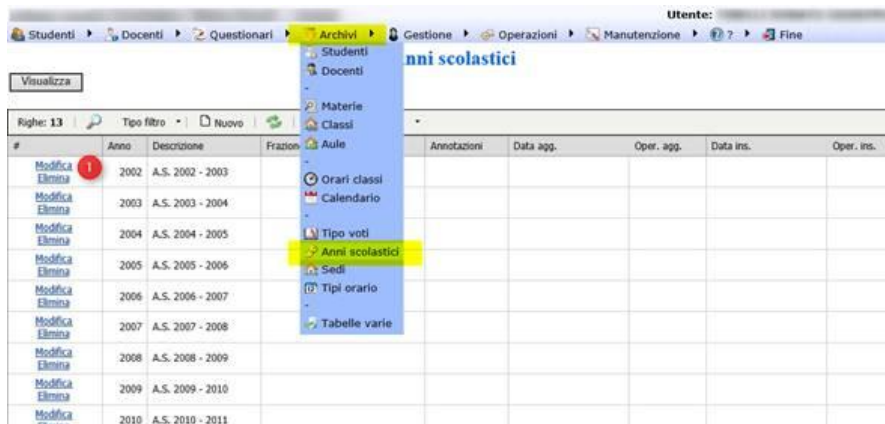 Utente:
Studenti Docenti Questionari Archivi Gestione Operazioni Manutenzione ? Fine
nni scolastici
Visualizza
Studenti
Docenti
-
Materie
Classi
Aule
-
Orari classi
Calendario
-
Tipo voti
Anni scolastici
Sedi
Tipi orario
-
Tabelle varie
Righe: 13 Tipo filtro Nuovo
# Anno Descrizione Frazion Annotazioni Data agg. Oper. agg. Data ins. Oper. ins.
Modifica 1
Elimina 2002 A.S. 2002 - 2003
Modifica
Elimina 2003 A.S. 2003 - 2004
Modifica
Elimina 2004 A.S. 2004 - 2005
Modifica
Elimina 2005 A.S. 2005 - 2006
Modifica
Elimina 2006 A.S. 2006 - 2007
Modifica
Elimina 2007 A.S. 2007 - 2008
Modifica
Elimina 2008 A.S. 2008 - 2009
Modifica
Elimina 2009 A.S. 2009 - 2010
Modifica
2010 A.S. 2010 - 2011